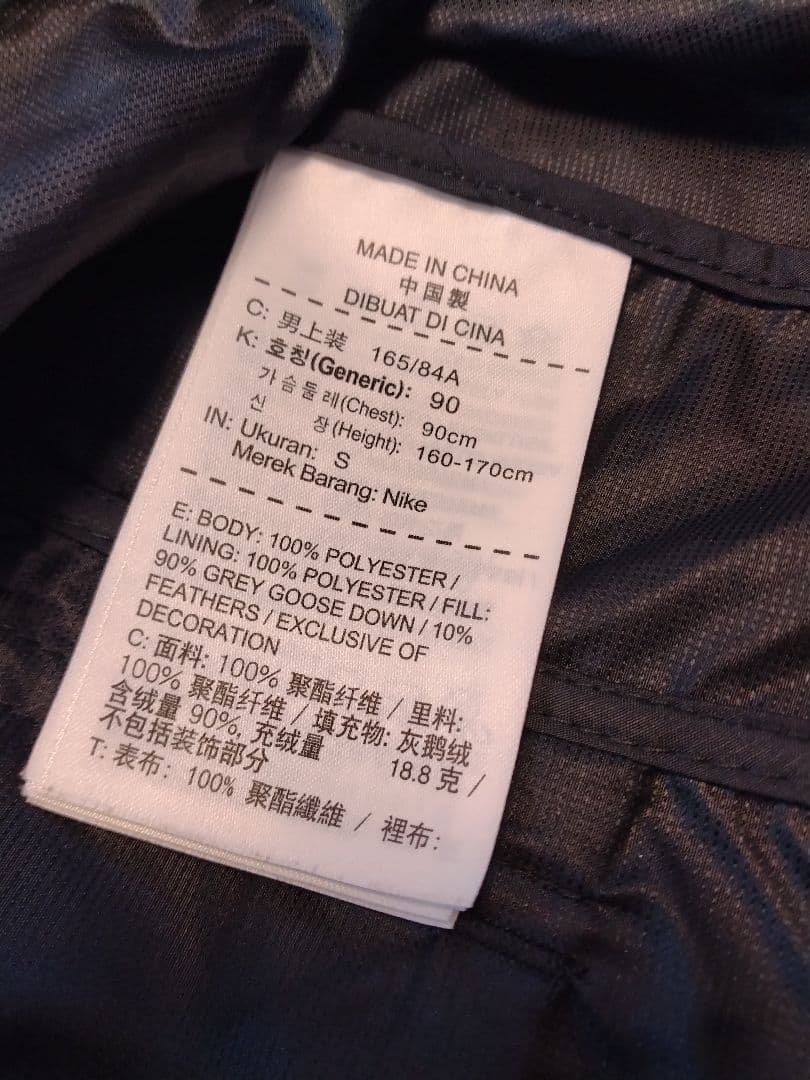 MADE IN CHINA
中国製
DIBUAT DI CINA
C: 男上装 165/84A
K: 호칭(Generic): 90
가슴둘레(Chest): 90cm
신 장(Height): 160-170cm
IN: Ukuran: S
Merek Barang: Nike
E: BODY: 100% POLYESTER /
LINING: 100% POLYESTER / FILL:
90% GREY GOOSE DOWN / 10%
FEATHERS / EXCLUSIVE OF
DECORATION
C: 面料: 100% 聚酯纤维 / 里料:
100% 聚酯纤维 / 填充物: 灰鹅绒
含绒量 90%, 充绒量 18.8 克 /
不包括装饰部分
T: 表布: 100% 聚酯纖維 / 裡布: